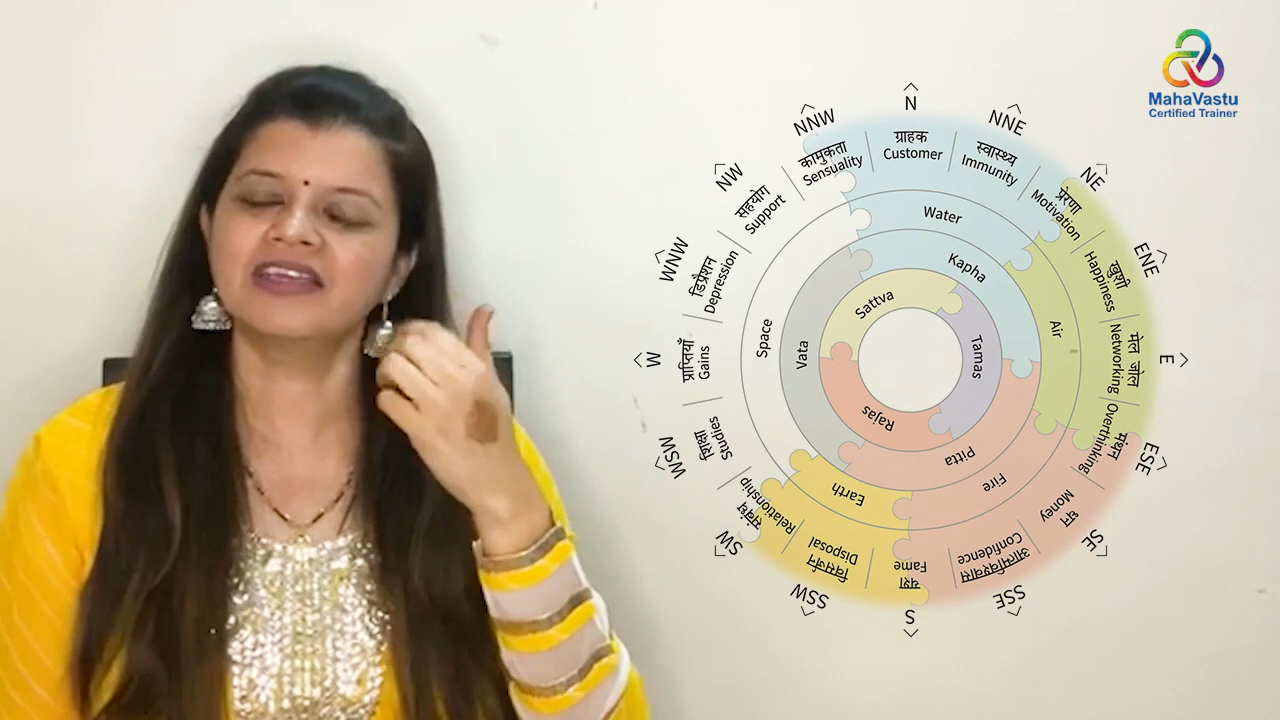 MahaVastu
Certified Trainer
N
ग्राहक
Customer
NNE
स्वास्थ्य
Immunity
NE
प्रेरणा
Motivation
ENE
खुशी
Happiness
E
मेल जोल
Networking
ESE
मंथन
Overthinking
SE
धन
Money
SSE
आत्मविश्वास
Confidence
S
यश
Fame
SSW
विसर्जन
Disposal
SW
संबंध
Relationship
WSW
शिक्षा
Studies
W
प्राप्तियाँ
Gains
WNW
डिप्रैशन
Depression
NW
सहयोग
Support
NNW
कामुकता
Sensuality
Water
Air
Fire
Earth
Space
Kapha
Pitta
Vata
Sattva
Tamas
Rajas